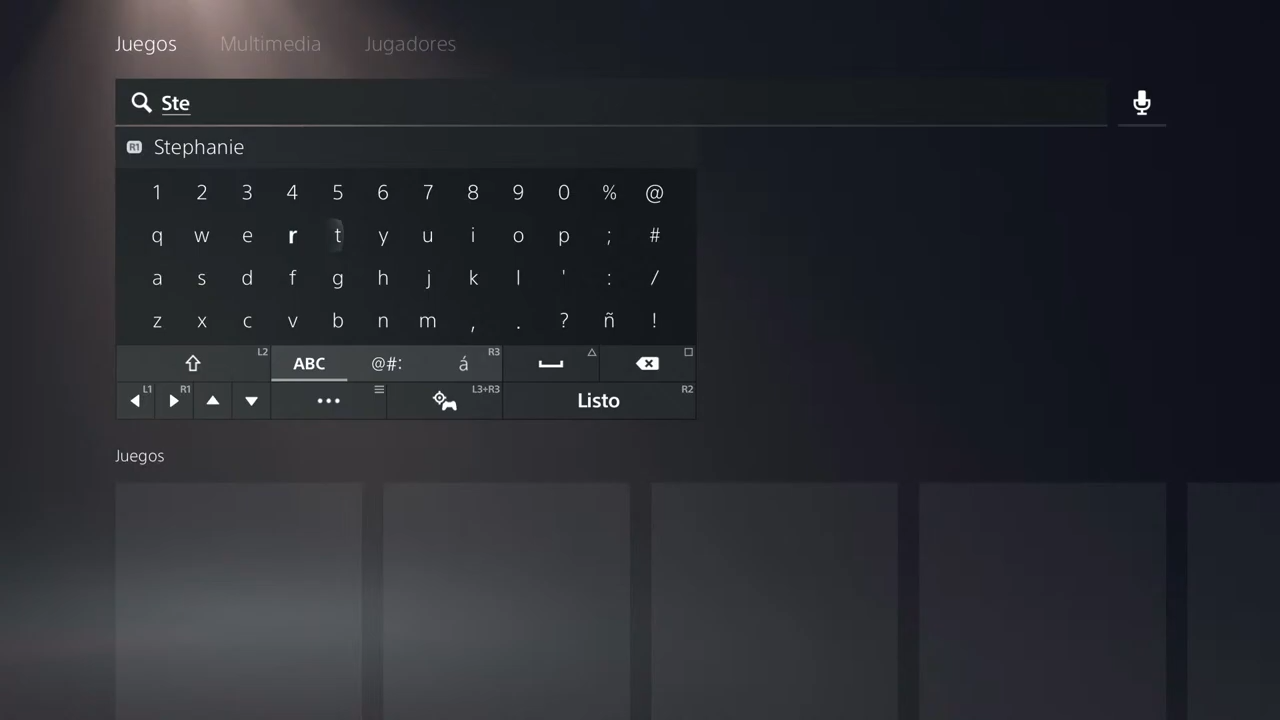 Juegos Multimedia Jugadores
Ste
R1 Stephanie
1 2 3 4 5 6 7 8 9 0 % @
q w e r t y u i o p ; #
a s d f g h j k l ' : /
z x c v b n m , . ? ñ !
L2 ABC @#: á R3
L1 R1 L3+R3 Listo R2
Juegos